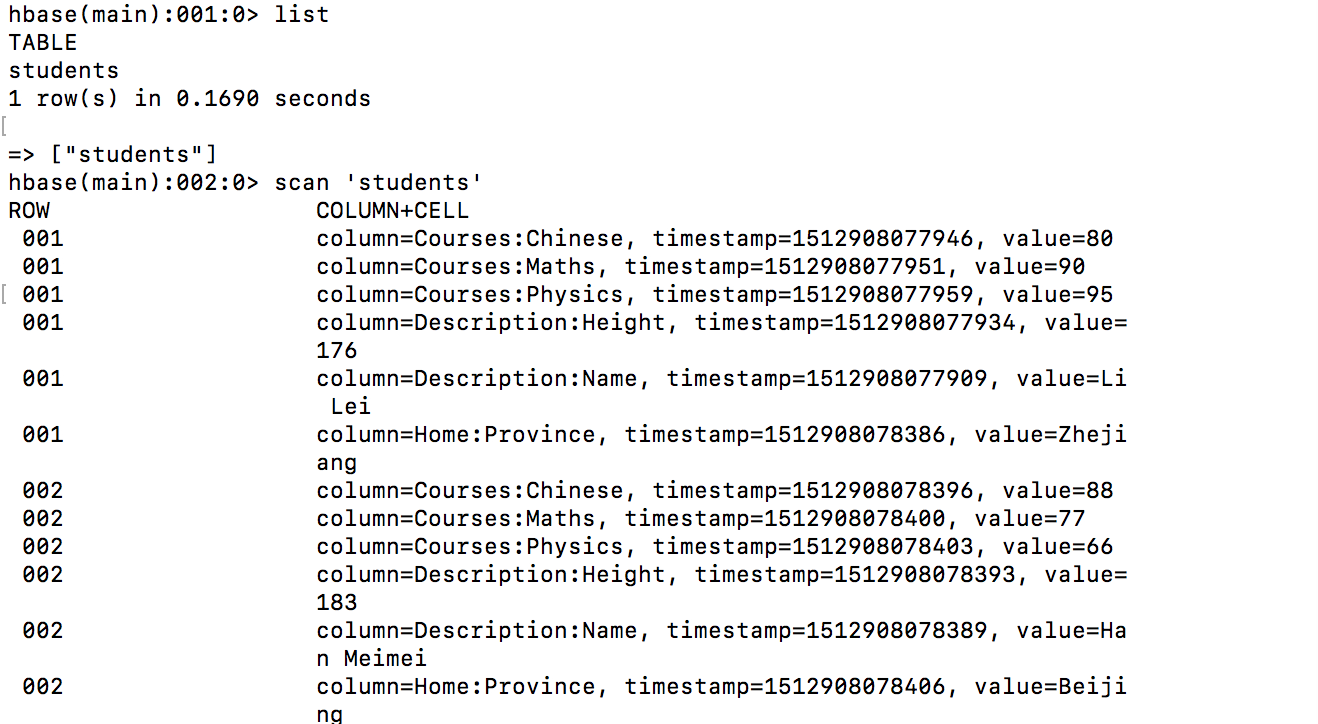 hbase(main):001:0> list
TABLE
students
1 row(s) in 0.1690 seconds
[
=> ["students"]
hbase(main):002:0> scan 'students'
ROW                   COLUMN+CELL
 001                  column=Courses:Chinese, timestamp=1512908077946, value=80
 001                  column=Courses:Maths, timestamp=1512908077951, value=90
[ 001                  column=Courses:Physics, timestamp=1512908077959, value=95
 001                  column=Description:Height, timestamp=1512908077934, value=
                      176
 001                  column=Description:Name, timestamp=1512908077909, value=Li
                       Lei
 001                  column=Home:Province, timestamp=1512908078386, value=Zheji
                      ang
 002                  column=Courses:Chinese, timestamp=1512908078396, value=88
 002                  column=Courses:Maths, timestamp=1512908078400, value=77
 002                  column=Courses:Physics, timestamp=1512908078403, value=66
 002                  column=Description:Height, timestamp=1512908078393, value=
                      183
 002                  column=Description:Name, timestamp=1512908078389, value=Ha
                      n Meimei
 002                  column=Home:Province, timestamp=1512908078406, value=Beiji
                      ng